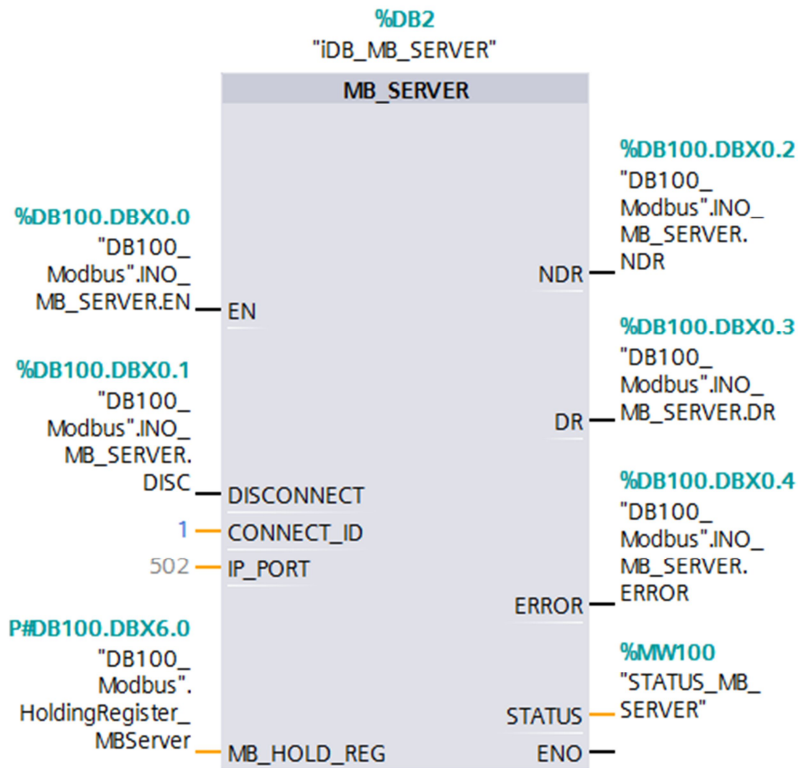 %DB2
"iDB_MB_SERVER"
MB_SERVER
%DB100.DBX0.0
"DB100_
Modbus".INO_
MB_SERVER.EN
EN
%DB100.DBX0.1
"DB100_
Modbus".INO_
MB_SERVER.
DISC
DISCONNECT
1
CONNECT_ID
502
IP_PORT
P#DB100.DBX6.0
"DB100_
Modbus".
HoldingRegister_
MBServer
MB_HOLD_REG
%DB100.DBX0.2
"DB100_
Modbus".INO_
MB_SERVER.
NDR
NDR
%DB100.DBX0.3
"DB100_
Modbus".INO_
MB_SERVER.DR
DR
%DB100.DBX0.4
"DB100_
Modbus".INO_
MB_SERVER.
ERROR
ERROR
%MW100
"STATUS_MB_
SERVER"
STATUS
ENO